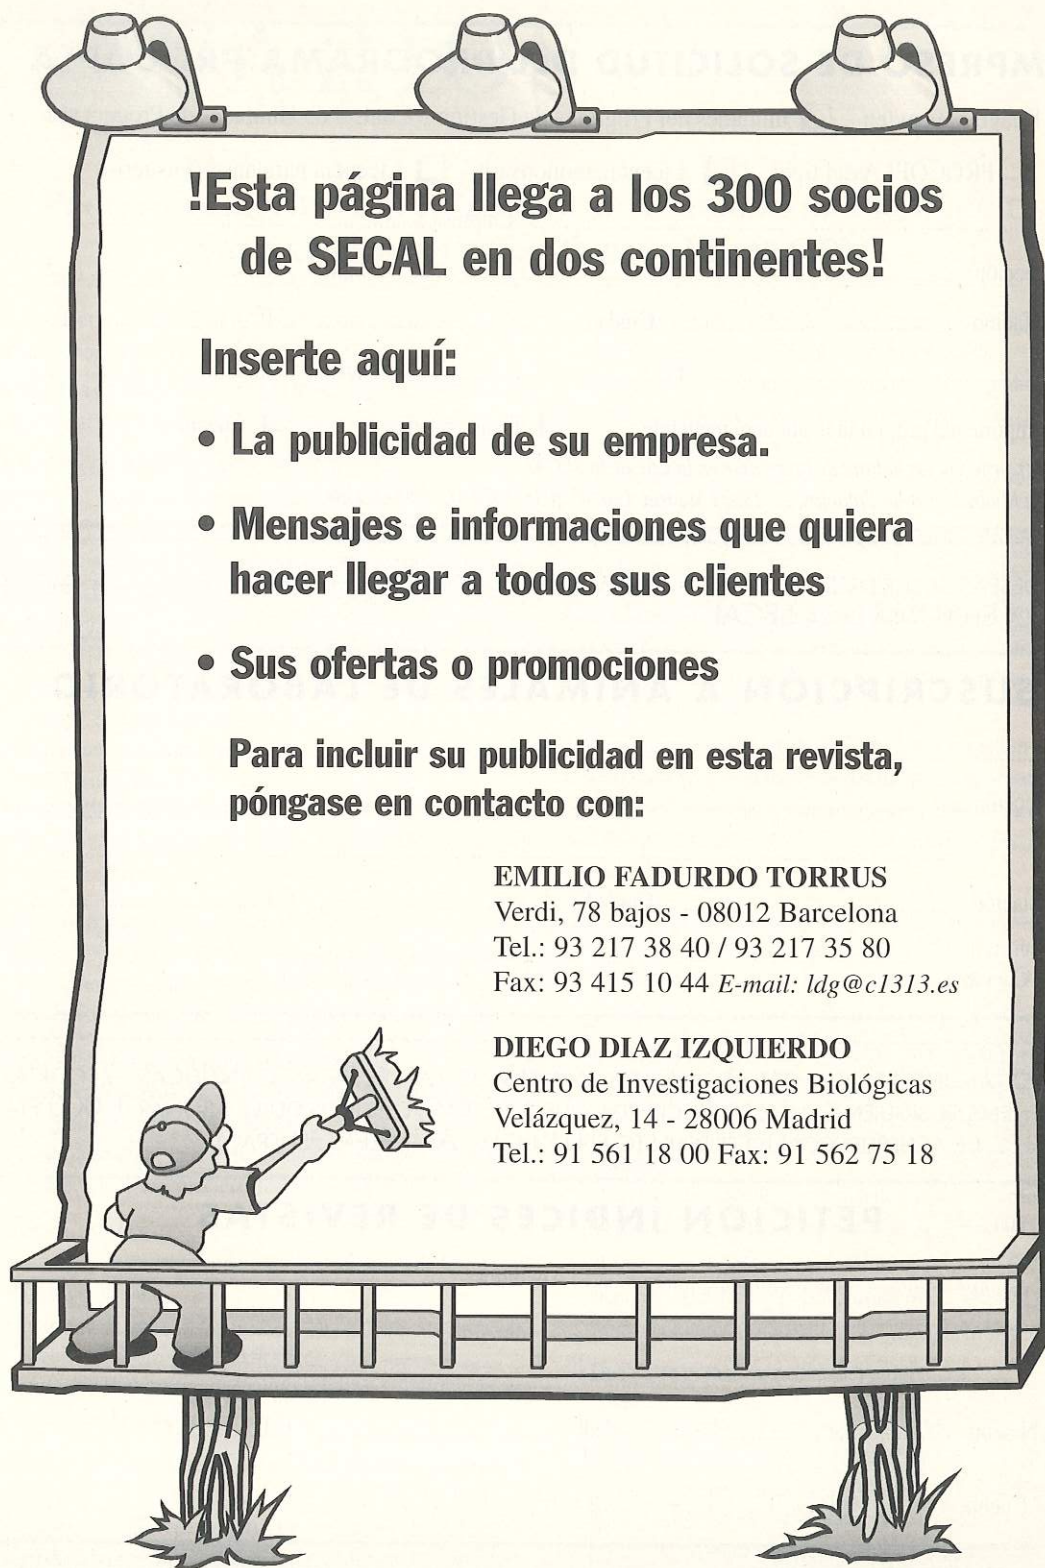 !Esta página llega a los 300 socios
de SECAL en dos continentes!
Inserte aquí:
• La publicidad de su empresa.
• Mensajes e informaciones que quiera
hacer llegar a todos sus clientes
• Sus ofertas o promociones
Para incluir su publicidad en esta revista,
póngase en contacto con:
EMILIO FADURDO TORRUS
Verdi, 78 bajos - 08012 Barcelona
Tel.: 93 217 38 40 / 93 217 35 80
Fax: 93 415 10 44 E-mail: ldg@c1313.es
DIEGO DIAZ IZQUIERDO
Centro de Investigaciones Biológicas
Velázquez, 14 - 28006 Madrid
Tel.: 91 561 18 00 Fax: 91 562 75 18